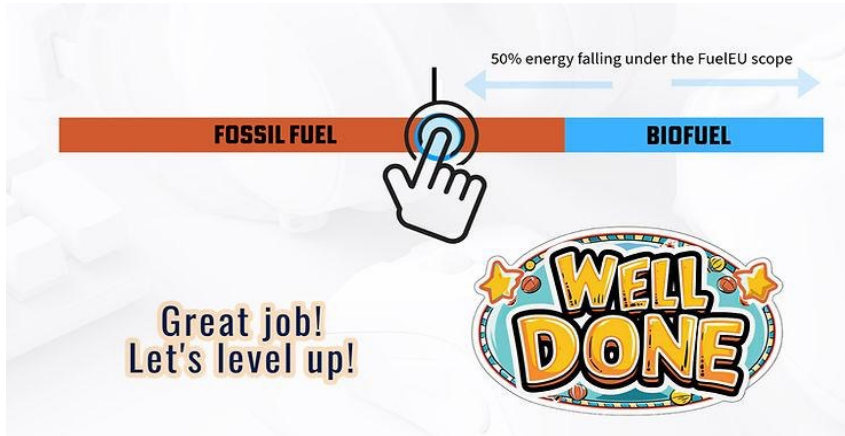 50% energy falling under the FuelEU scope
FOSSIL FUEL
BIOFUEL
Great job!
Let's level up!
WELL
DONE